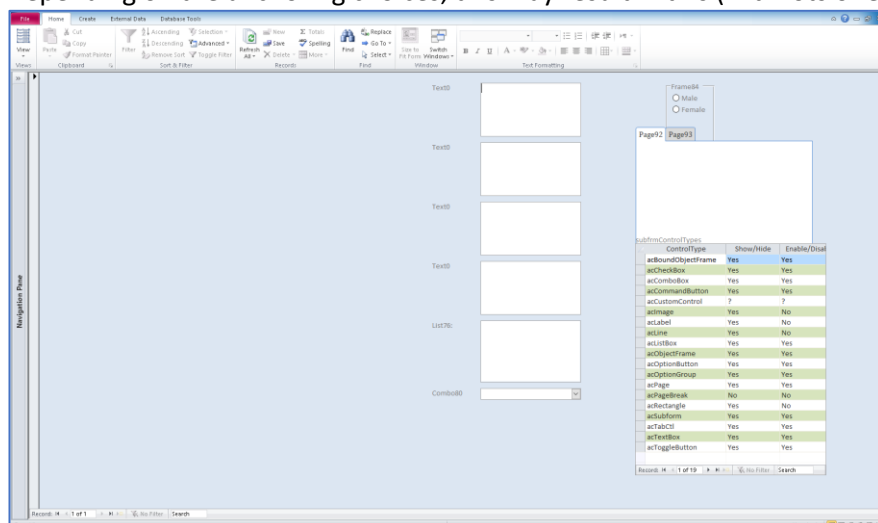 File Home Create External Data Database Tools
View Paste Cut Copy Format Painter Filter Ascending Descending Remove Sort Selection Advanced Toggle Filter Refresh All New Save Delete Totals Spelling More Find Replace Go To Select Size to Fit Form Switch Windows B I U A
Views Clipboard Sort & Filter Records Find Window Text Formatting
Navigation Pane
Text0
Text0
Text0
Text0
List78:
Combo80
Frame84
Male
Female
Page92 Page93
subfrmControlTypes
ControlType Show/Hide Enable/Disal
acBoundObjectFrame Yes Yes
acCheckBox Yes Yes
acComboBox Yes Yes
acCommandButton Yes Yes
acCustomControl ? ?
acImage Yes No
acLabel Yes No
acLine Yes No
acListBox Yes Yes
acObjectFrame Yes Yes
acOptionButton Yes Yes
acOptionGroup Yes Yes
acPage Yes Yes
acPageBreak No No
acRectangle Yes No
acSubform Yes Yes
acTabCtl Yes Yes
acTextBox Yes Yes
acToggleButton Yes Yes
Record: 1 of 19 No Filter Search
Record: 1 of 1 No Filter Search